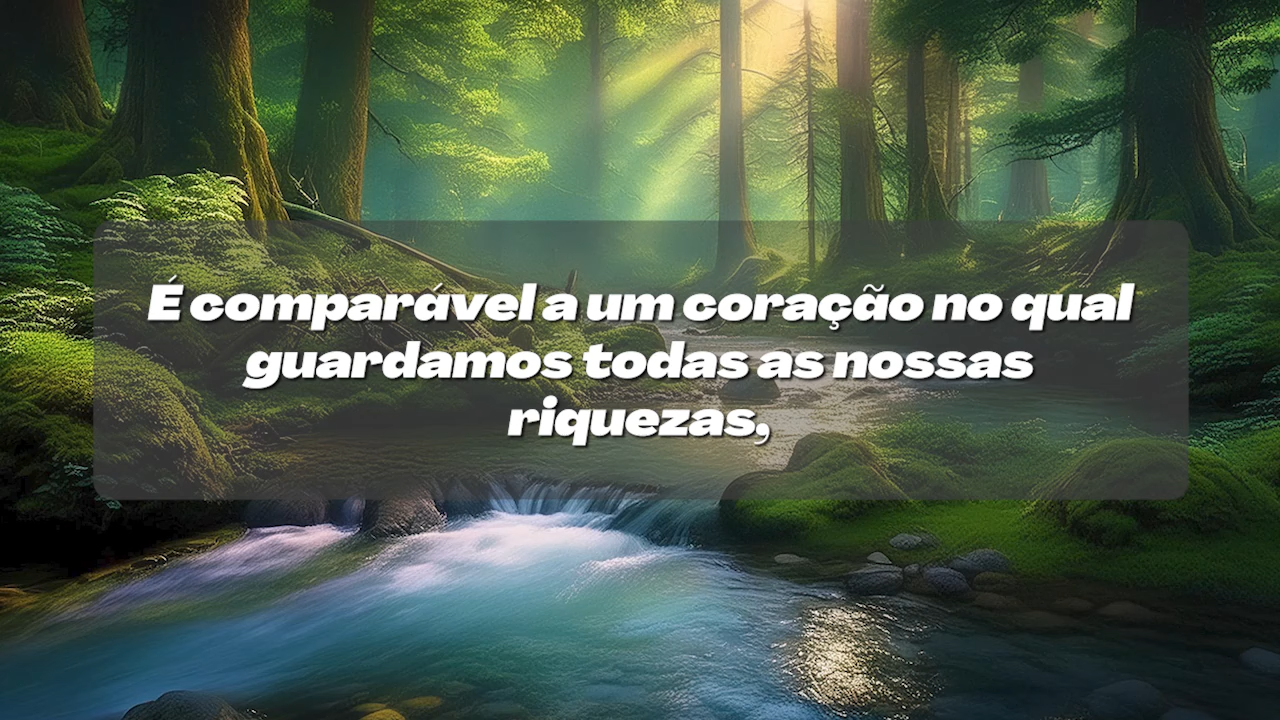 É comparável a um coração no qual
guardamos todas as nossas
riquezas,